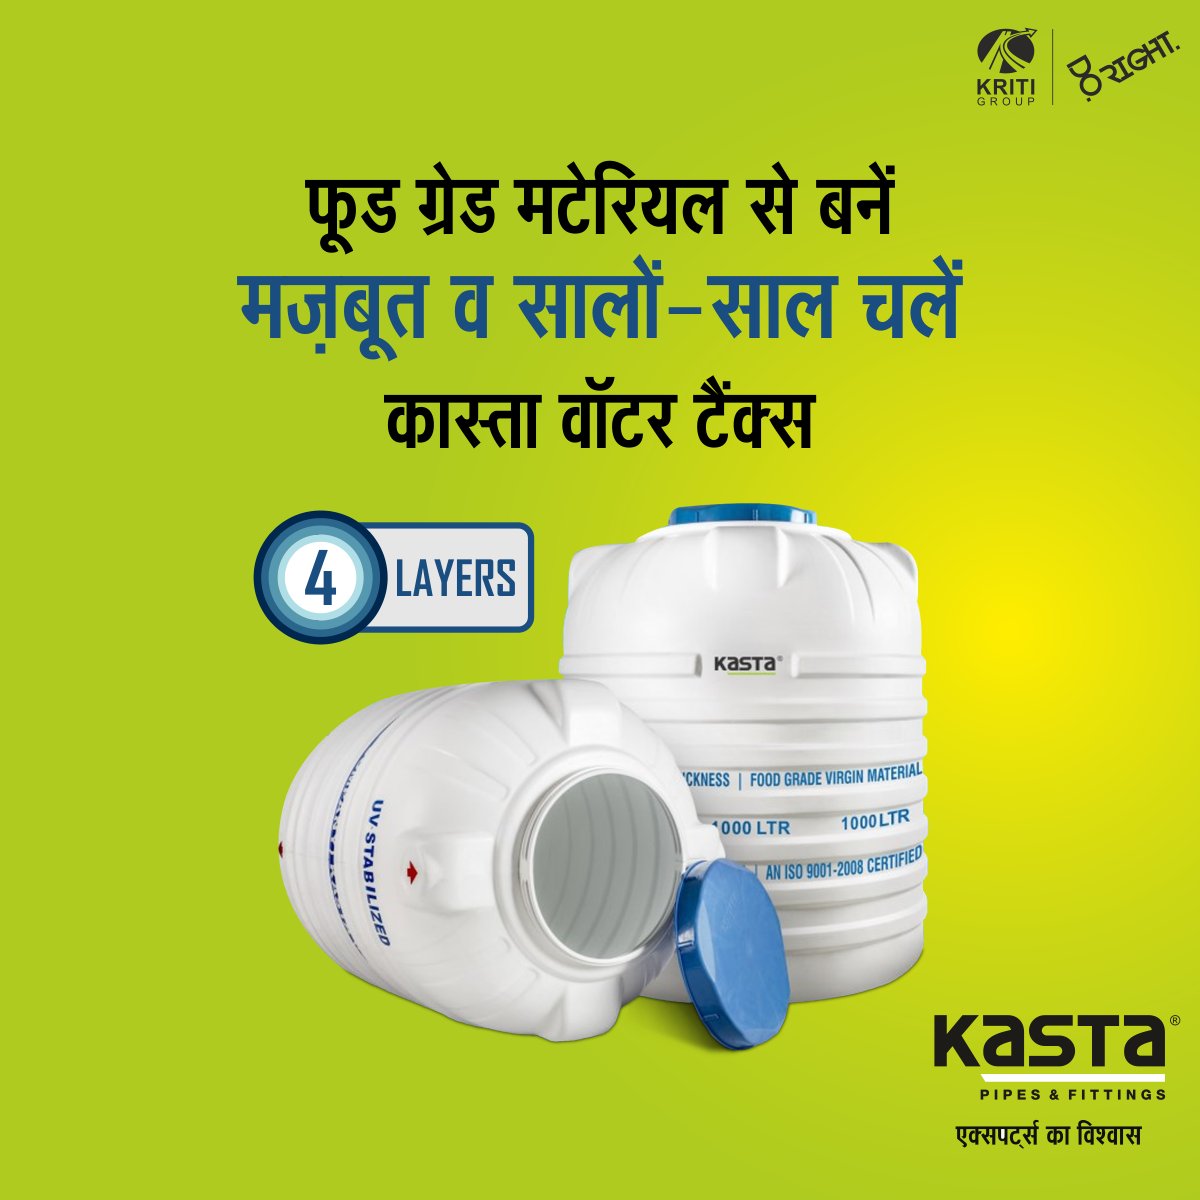 KRITI
GROUP
DO RIGHT.
फूड ग्रेड मटेरियल से बनें
मज़बूत व सालों-साल चलें
कास्ता वॉटर टैंक्स
4 LAYERS
KASTA®
| FOOD GRADE VIRGIN MATERIAL
1000 LTR 1000 LTR
| AN ISO 9001-2008 CERTIFIED
UV-STABILIZED
KASTA®
PIPES & FITTINGS
एक्सपर्ट्स का विश्वास